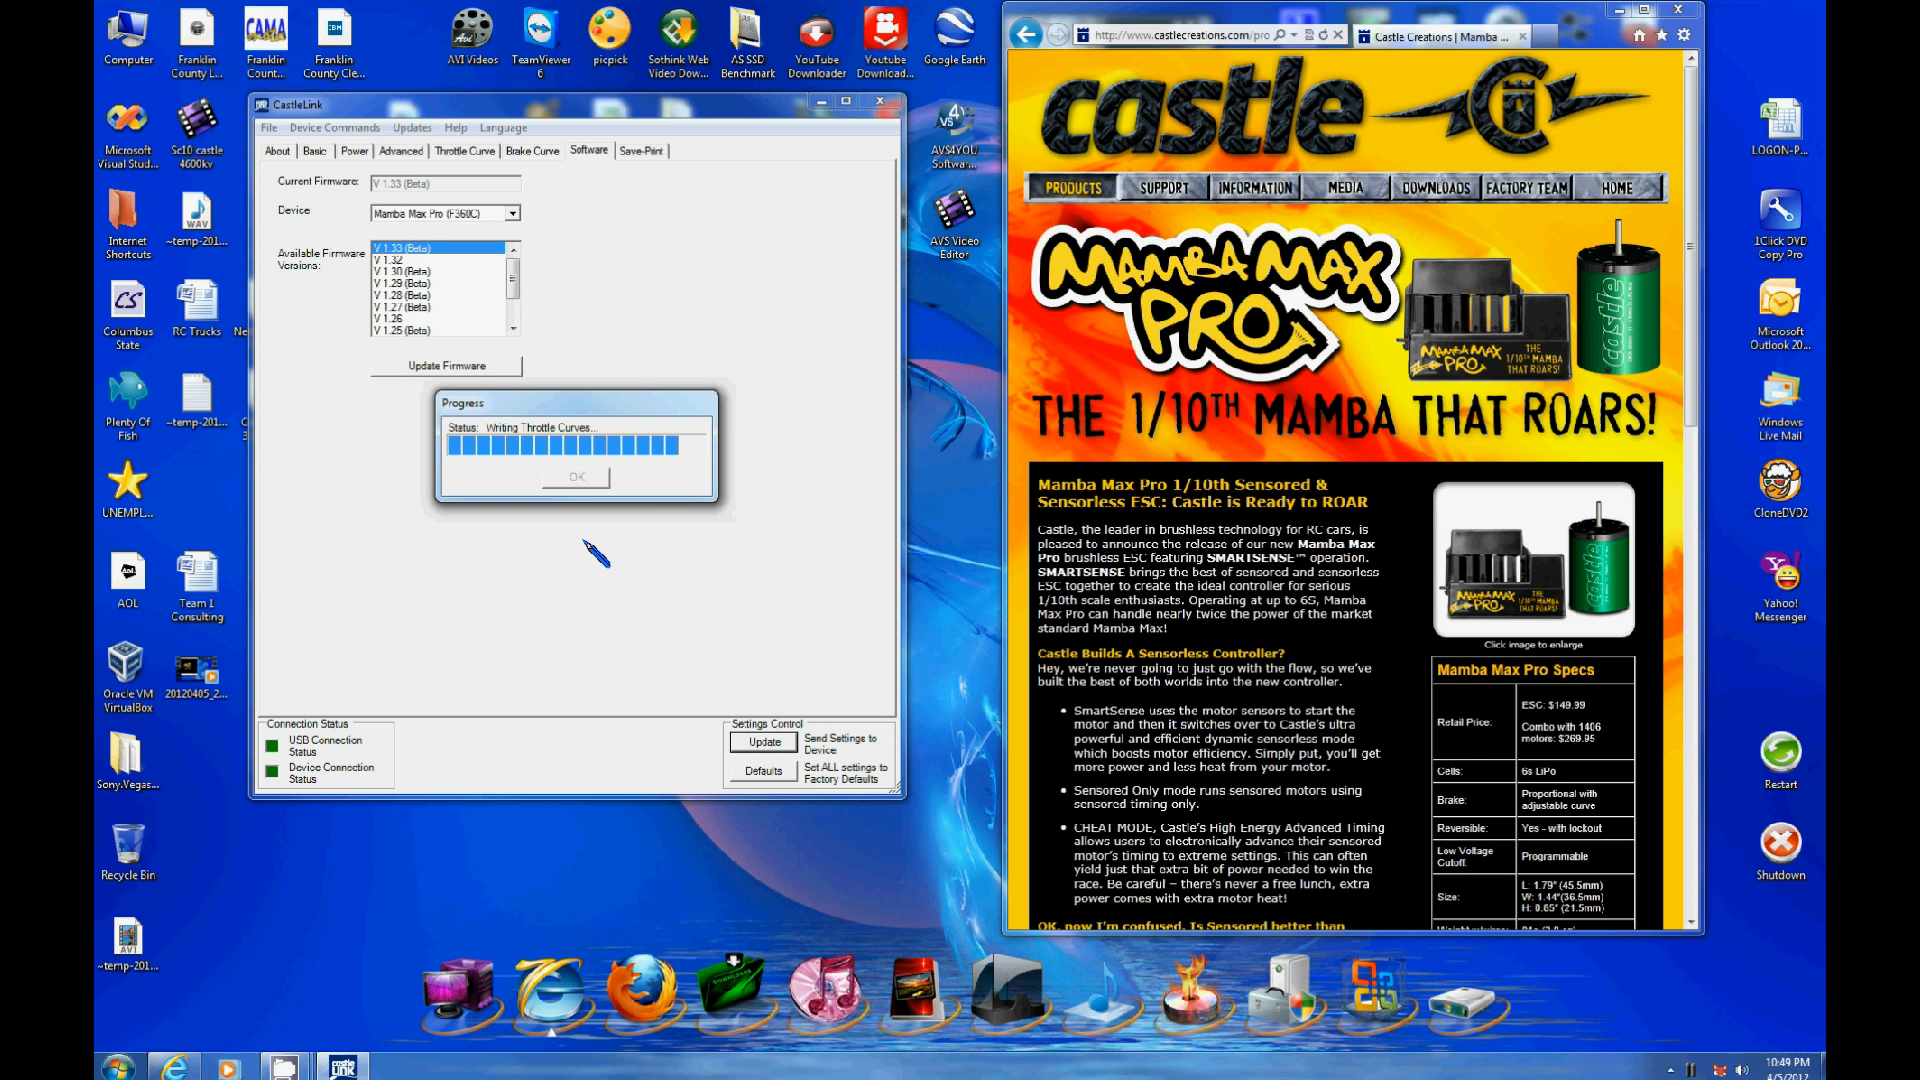 Computer
Franklin
County L...
Franklin
Count...
Franklin
County Cle...
AVI Videos
TeamViewer
6
picpick
Sothink Web
Video Dow...
AS SSD
Benchmark
YouTube
Downloader
Youtube
Download...
Google Earth
Microsoft
Visual Stud...
Sc10 castle
4600kv
Internet
Shortcuts
~temp-201...
Columbus
State
RC Trucks
Ne
Plenty Of
Fish
~temp-201...
UNEMPL...
AOL
Team 1
Consulting
Oracle VM
VirtualBox
20120405_2...
Sony.Vegas...
Recycle Bin
~temp-201...
AVS4YOU
Softwar...
AVS Video
Editor
CastleLink
File Device Commands Updates Help Language
About Basic Power Advanced Throttle Curve Brake Curve Software Save-Print
Current Firmware: V 1.33 (Beta)
Device Mamba Max Pro (F360C)
Available Firmware
Versions:
V 1.33 (Beta)
V 1.32
V 1.30 (Beta)
V 1.29 (Beta)
V 1.28 (Beta)
V 1.27 (Beta)
V 1.26
V 1.25 (Beta)
Update Firmware
Progress
Status: Writing Throttle Curves...
OK
Connection Status
USB Connection
Status
Device Connection
Status
Settings Control
Update Send Settings to
Device
Defaults Set ALL settings to
Factory Defaults
http://www.castlecreations.com/pro
Castle Creations | Mamba ...
castle
PRODUCTS SUPPORT INFORMATION MEDIA DOWNLOADS FACTORY TEAM HOME
MAMBA MAX
PRO
MAMBA MAX
PRO
THE
1/10TH MAMBA
THAT ROARS!
castle
THE 1/10TH MAMBA THAT ROARS!
Mamba Max Pro 1/10th Sensored &
Sensorless ESC: Castle is Ready to ROAR
Castle, the leader in brushless technology for RC cars, is
pleased to announce the release of our new Mamba Max
Pro brushless ESC featuring SMARTSENSE™ operation.
SMARTSENSE brings the best of sensored and sensorless
ESC together to create the ideal controller for serious
1/10th scale enthusiasts. Operating at up to 6S, Mamba
Max Pro can handle nearly twice the power of the market
standard Mamba Max!
Castle Builds A Sensorless Controller?
Hey, we're never going to just go with the flow, so we've
built the best of both worlds into the new controller.
• SmartSense uses the motor sensors to start the
motor and then it switches over to Castle's ultra
powerful and efficient dynamic sensorless mode
which boosts motor efficiency. Simply put, you'll get
more power and less heat from your motor.
• Sensored Only mode runs sensored motors using
sensored timing only.
• CHEAT MODE, Castle's High Energy Advanced Timing
allows users to electronically advance their sensored
motor's timing to extreme settings. This can often
yield just that extra bit of power needed to win the
race. Be careful – there's never a free lunch, extra
power comes with extra motor heat!
OK, now I'm confused. Is Sensored better than
Click image to enlarge
Mamba Max Pro Specs
Retail Price: ESC: $149.99
Combo with 1406
motors: $269.95
Cells: 6s LiPo
Brake: Proportional with
adjustable curve
Reversible: Yes - with lockout
Low Voltage
Cutoff: Programmable
Size: L: 1.79" (45.5mm)
W: 1.44"(36.5mm)
H: 0.85" (21.5mm)
LOGON-P...
1Click DVD
Copy Pro
Microsoft
Outlook 20...
Windows
Live Mail
CloneDVD2
Yahoo!
Messenger
Restart
Shutdown
10:49 PM
4/5/2012